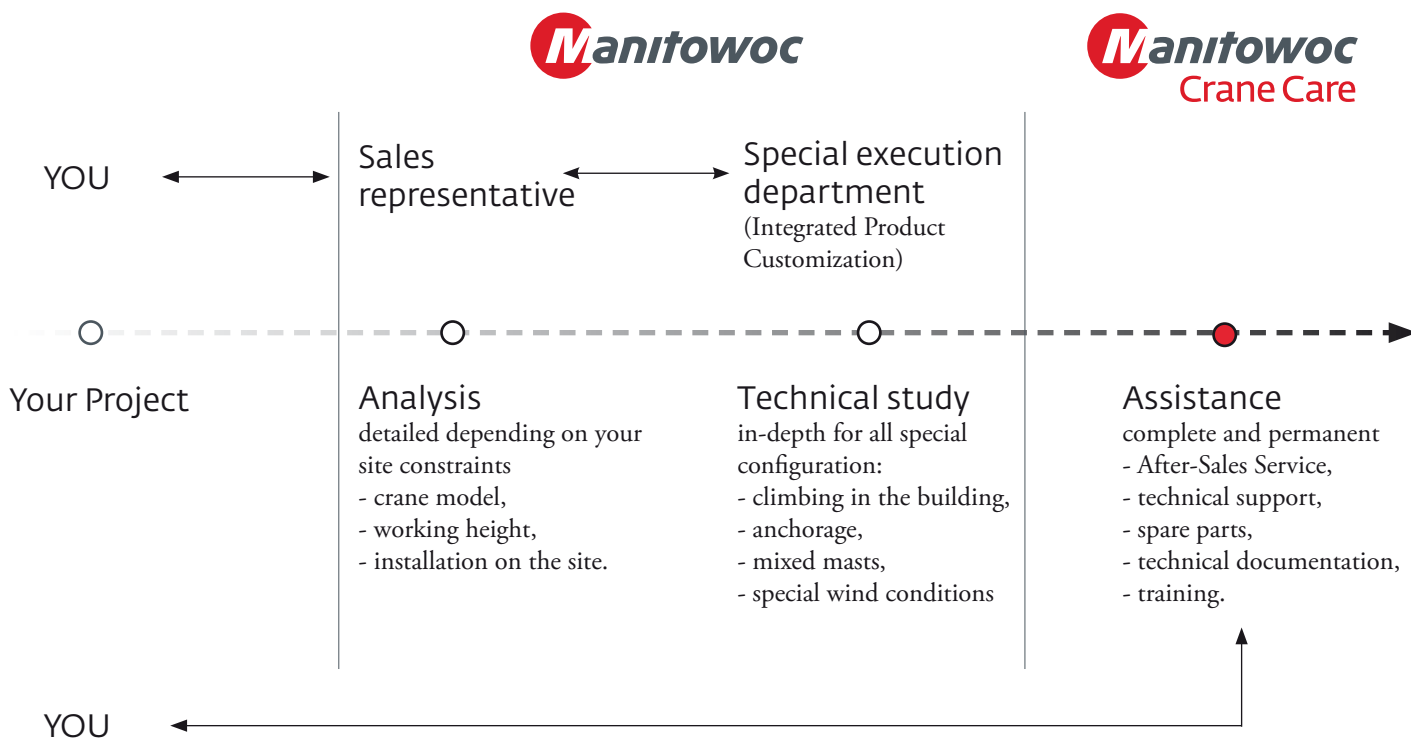 Manitowoc
Manitowoc
Crane Care
YOU
Sales
representative
Special execution
department
(Integrated Product
Customization)
Your Project
Analysis
detailed depending on your
site constraints
- crane model,
- working height,
- installation on the site.
Technical study
in-depth for all special
configuration:
- climbing in the building,
- anchorage,
- mixed masts,
- special wind conditions
Assistance
complete and permanent
- After-Sales Service,
- technical support,
- spare parts,
- technical documentation,
- training.
YOU